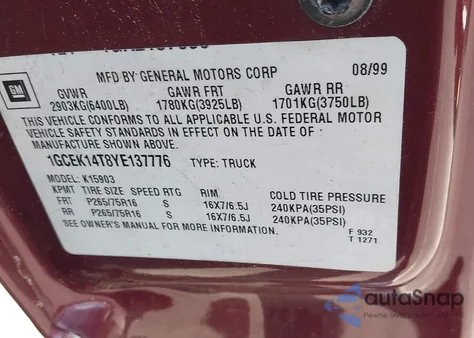 MFD BY GENERAL MOTORS CORP 08/99
GM
GVWR GAWR FRT GAWR RR
2903KG(6400LB) 1780KG(3925LB) 1701KG(3750LB)
THIS VEHICLE CONFORMS TO ALL APPLICABLE U.S. FEDERAL MOTOR
VEHICLE SAFETY STANDARDS IN EFFECT ON THE DATE OF
MANUFACTURE SHOWN ABOVE.
1GCEK14T8YE137776 TYPE: TRUCK
MODEL: K15903
KPMT TIRE SIZE SPEED RTG RIM COLD TIRE PRESSURE
FRT P265/75R16 S 16X7/6.5J 240KPA(35PSI)
RR P265/75R16 S 16X7/6.5J 240KPA(35PSI)
SEE OWNER'S MANUAL FOR MORE INFORMATION.
F 932
T 1271
autoSnap